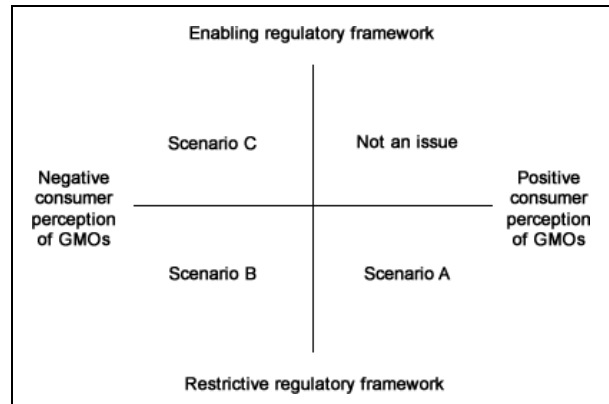 Enabling regulatory framework
Scenario C
Not an issue
Negative
consumer
perception
of GMOs
Positive
consumer
perception
of GMOs
Scenario B
Scenario A
Restrictive regulatory framework